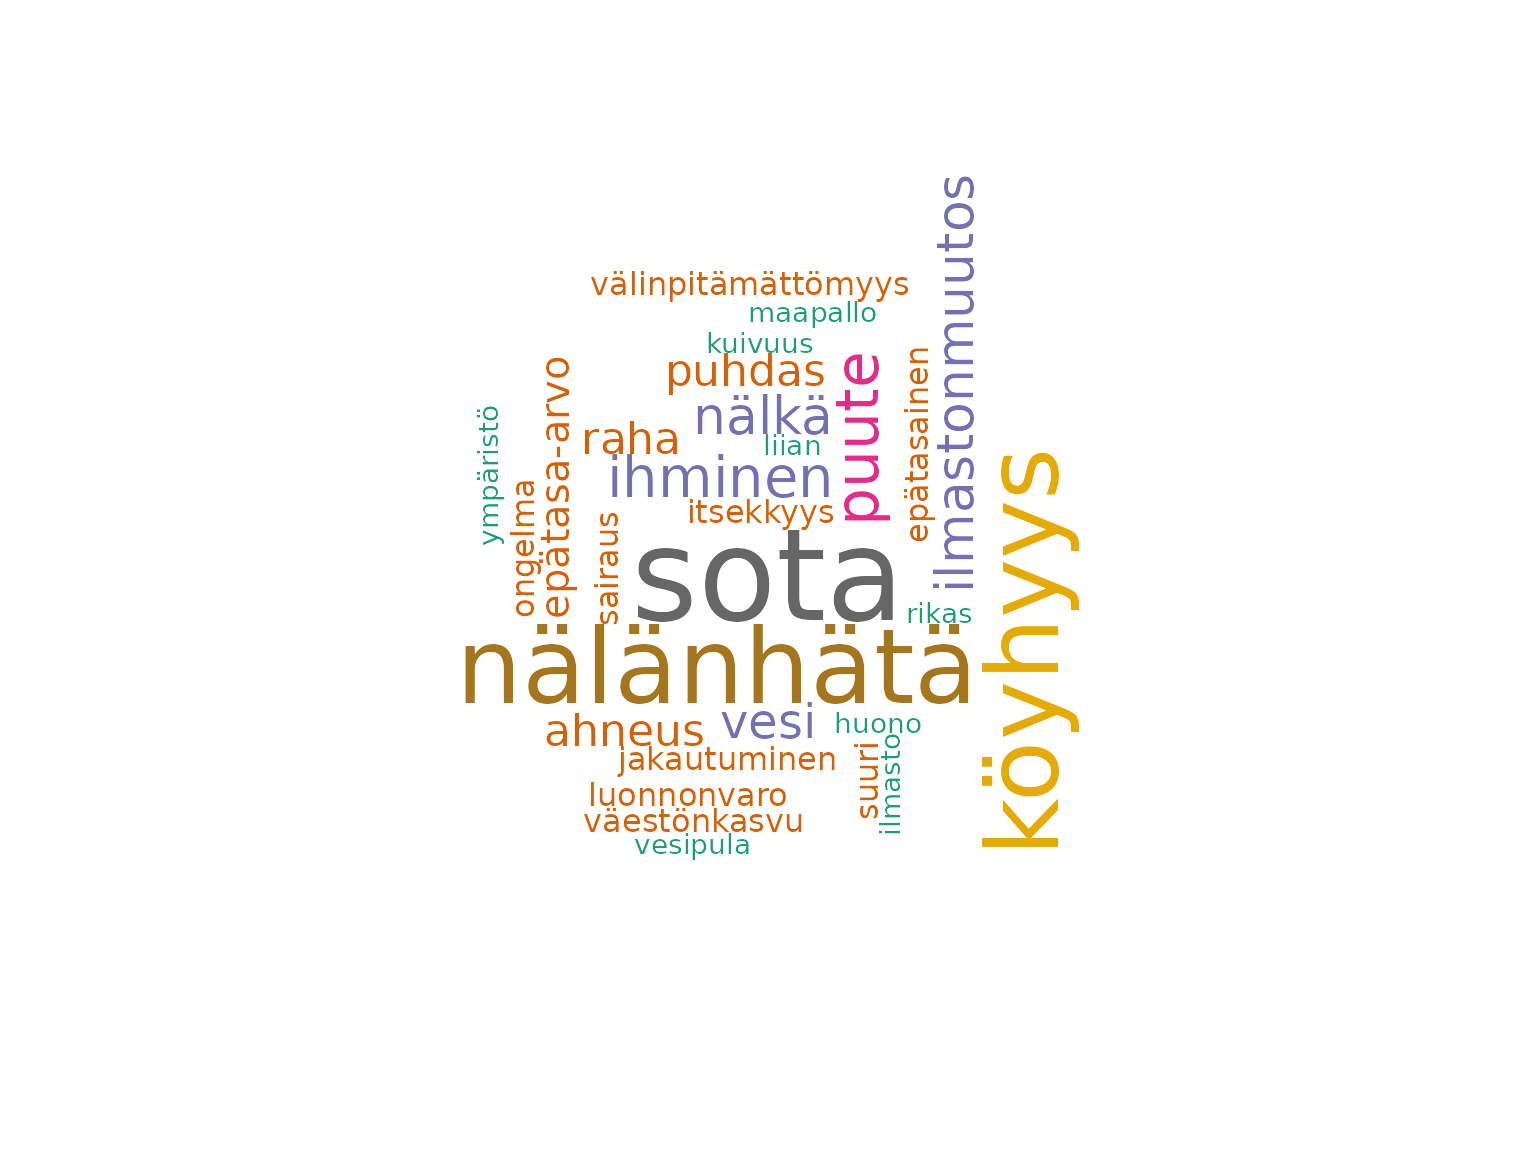 ilmastonmuutos
välinpitämättömyys
maapallo
kuivuus
puhdas
puute
epätasainen
epätasa-arvo
nälkä
ympäristö
raha
liian
ihminen
köyhyys
ongelma
itsekkyys
sairaus
sota
rikas
nälänhätä
ahneus
vesi
huono
jakautuminen
suuri
ilmasto
luonnonvaro
väestönkasvu
vesipula